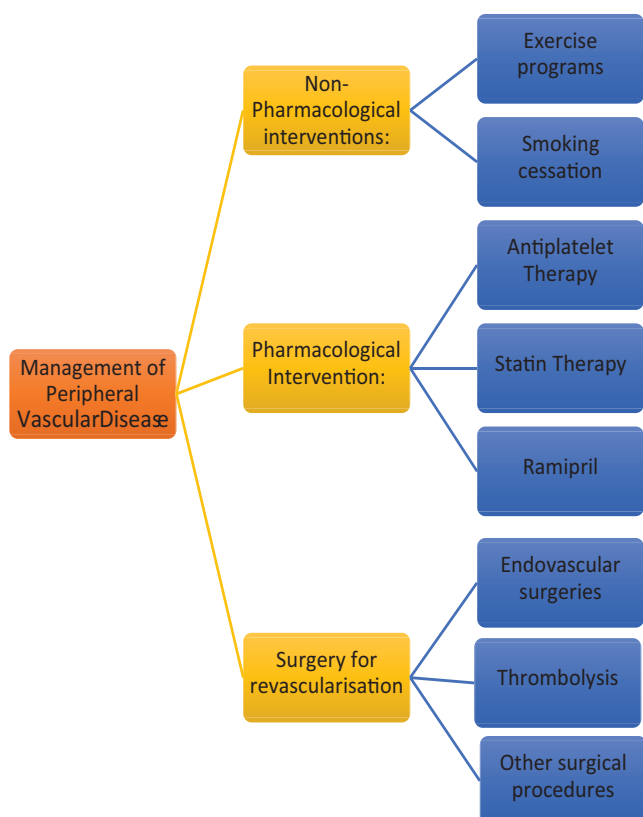 Management of
Peripheral
VascularDisease
Non-
Pharmacological
interventions:
Exercise
programs
Smoking
cessation
Pharmacological
Intervention:
Antiplatelet
Therapy
Statin Therapy
Ramipril
Surgery for
revascularisation
Endovascular
surgeries
Thrombolysis
Other surgical
procedures